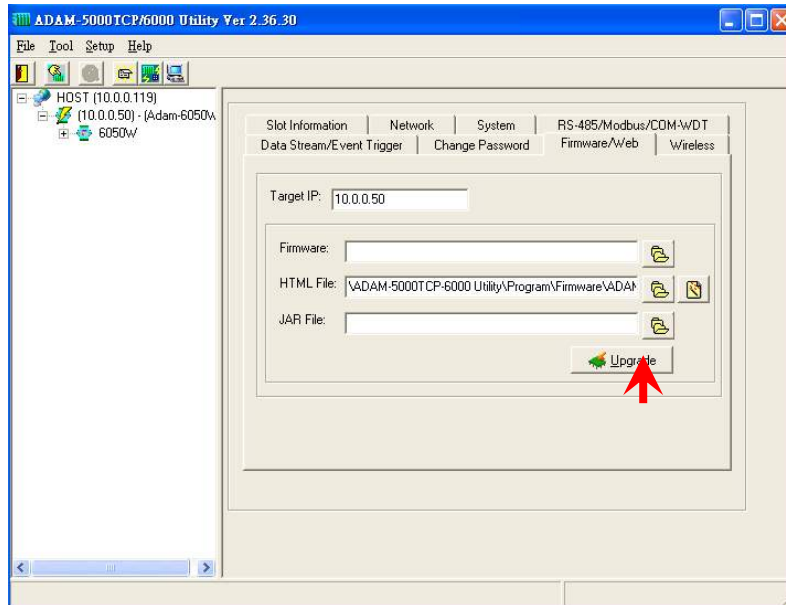 ADAM-5000TCP/6000 Utility Ver 2.36.30
File Tool Setup Help
HOST (10.0.0.119)
(10.0.0.50) - (Adam-6050W
6050W
Slot Information Network System RS-485/Modbus/COM-WDT
Data Stream/Event Trigger Change Password Firmware/Web Wireless
Target IP: 10.0.0.50
Firmware:
HTML File: \ADAM-5000TCP-6000 Utility\Program\Firmware\ADAM
JAR File:
Upgrade